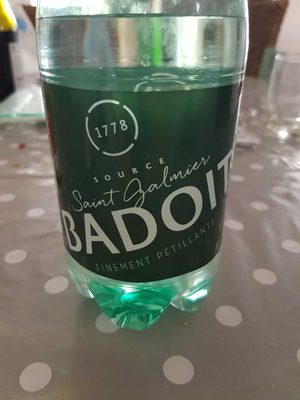 1778
SOURCE
Saint Galmier
BADOIT
FINEMENT PÉTILLANTE